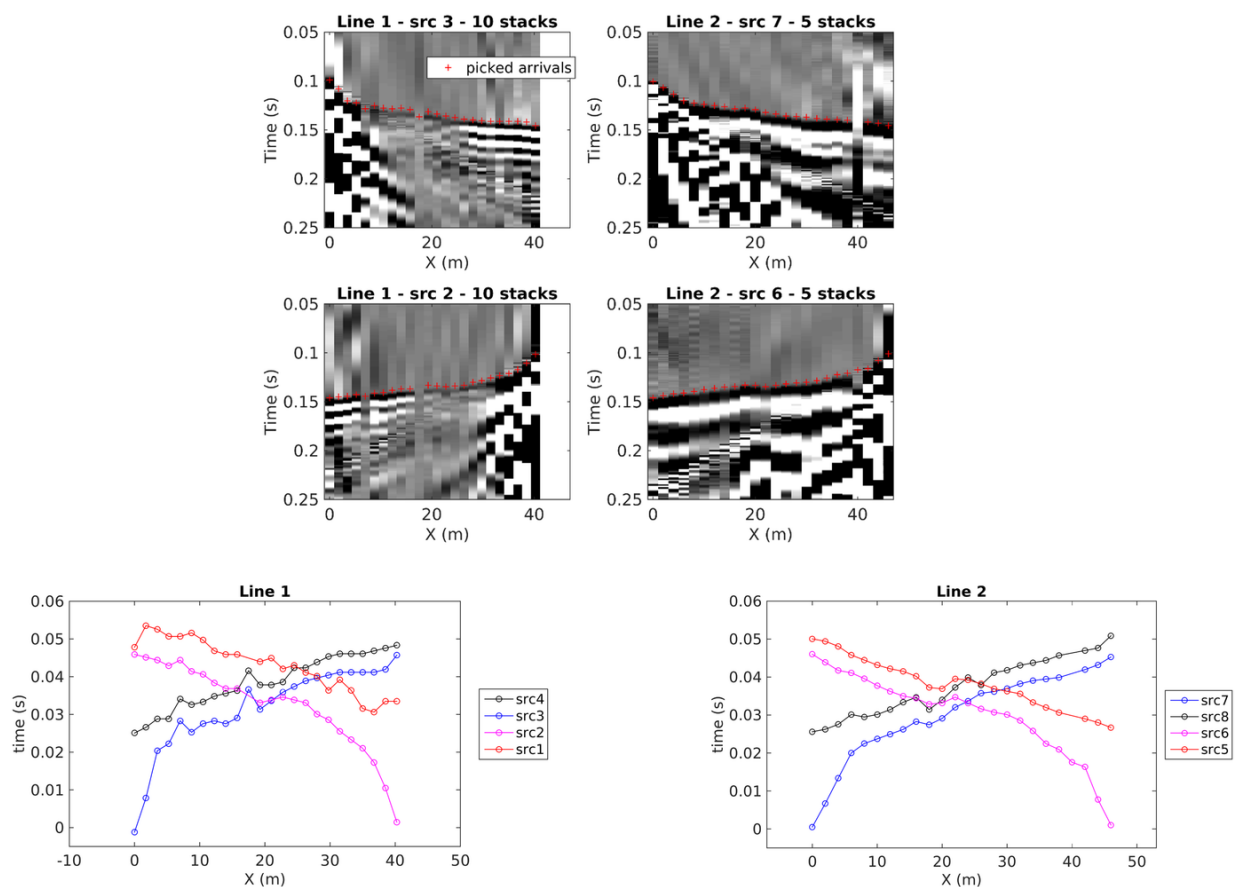 Line 1 - src 3 - 10 stacks
0.05
0.1
0.15
0.2
0.25
Time (s)
+ picked arrivals
0 20 40
X (m)
Line 2 - src 7 - 5 stacks
0.05
0.1
0.15
0.2
0.25
Time (s)
0 20 40
X (m)
Line 1 - src 2 - 10 stacks
0.05
0.1
0.15
0.2
0.25
Time (s)
0 20 40
X (m)
Line 2 - src 6 - 5 stacks
0.05
0.1
0.15
0.2
0.25
Time (s)
0 20 40
X (m)
Line 1
0.06
0.05
0.04
0.03
0.02
0.01
0
time (s)
-10 0 10 20 30 40 50
X (m)
src4
src3
src2
src1
Line 2
0.06
0.05
0.04
0.03
0.02
0.01
0
time (s)
0 10 20 30 40 50
X (m)
src7
src8
src6
src5